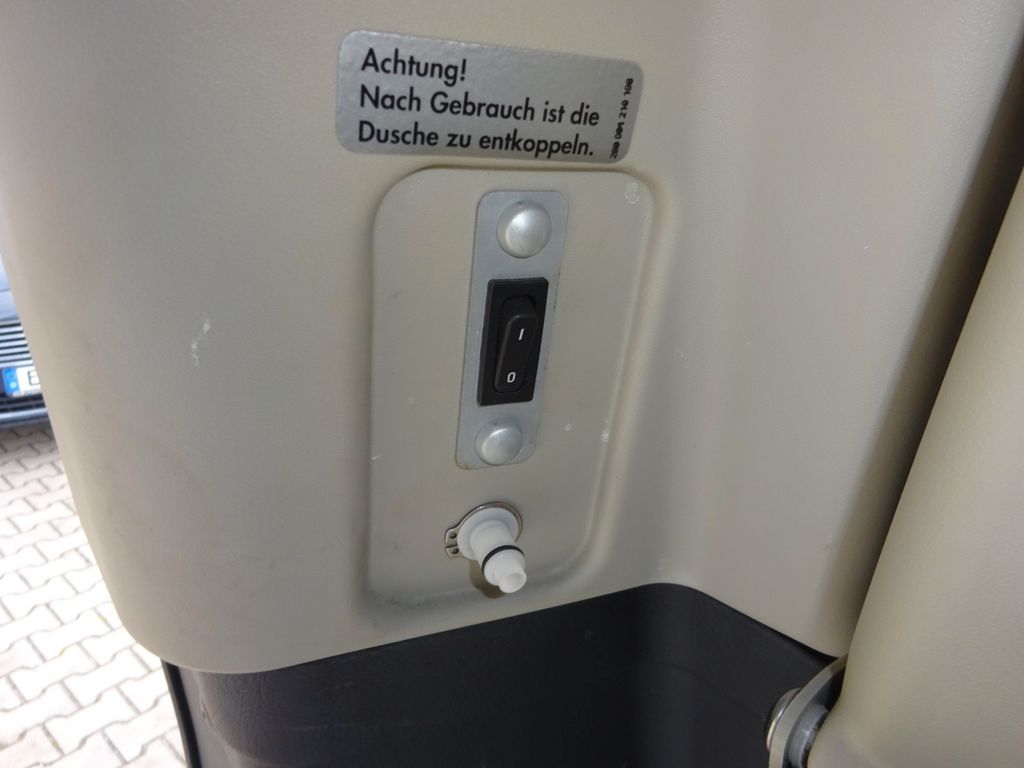 Achtung!
Nach Gebrauch ist die
Dusche zu entkoppeln.
I
0